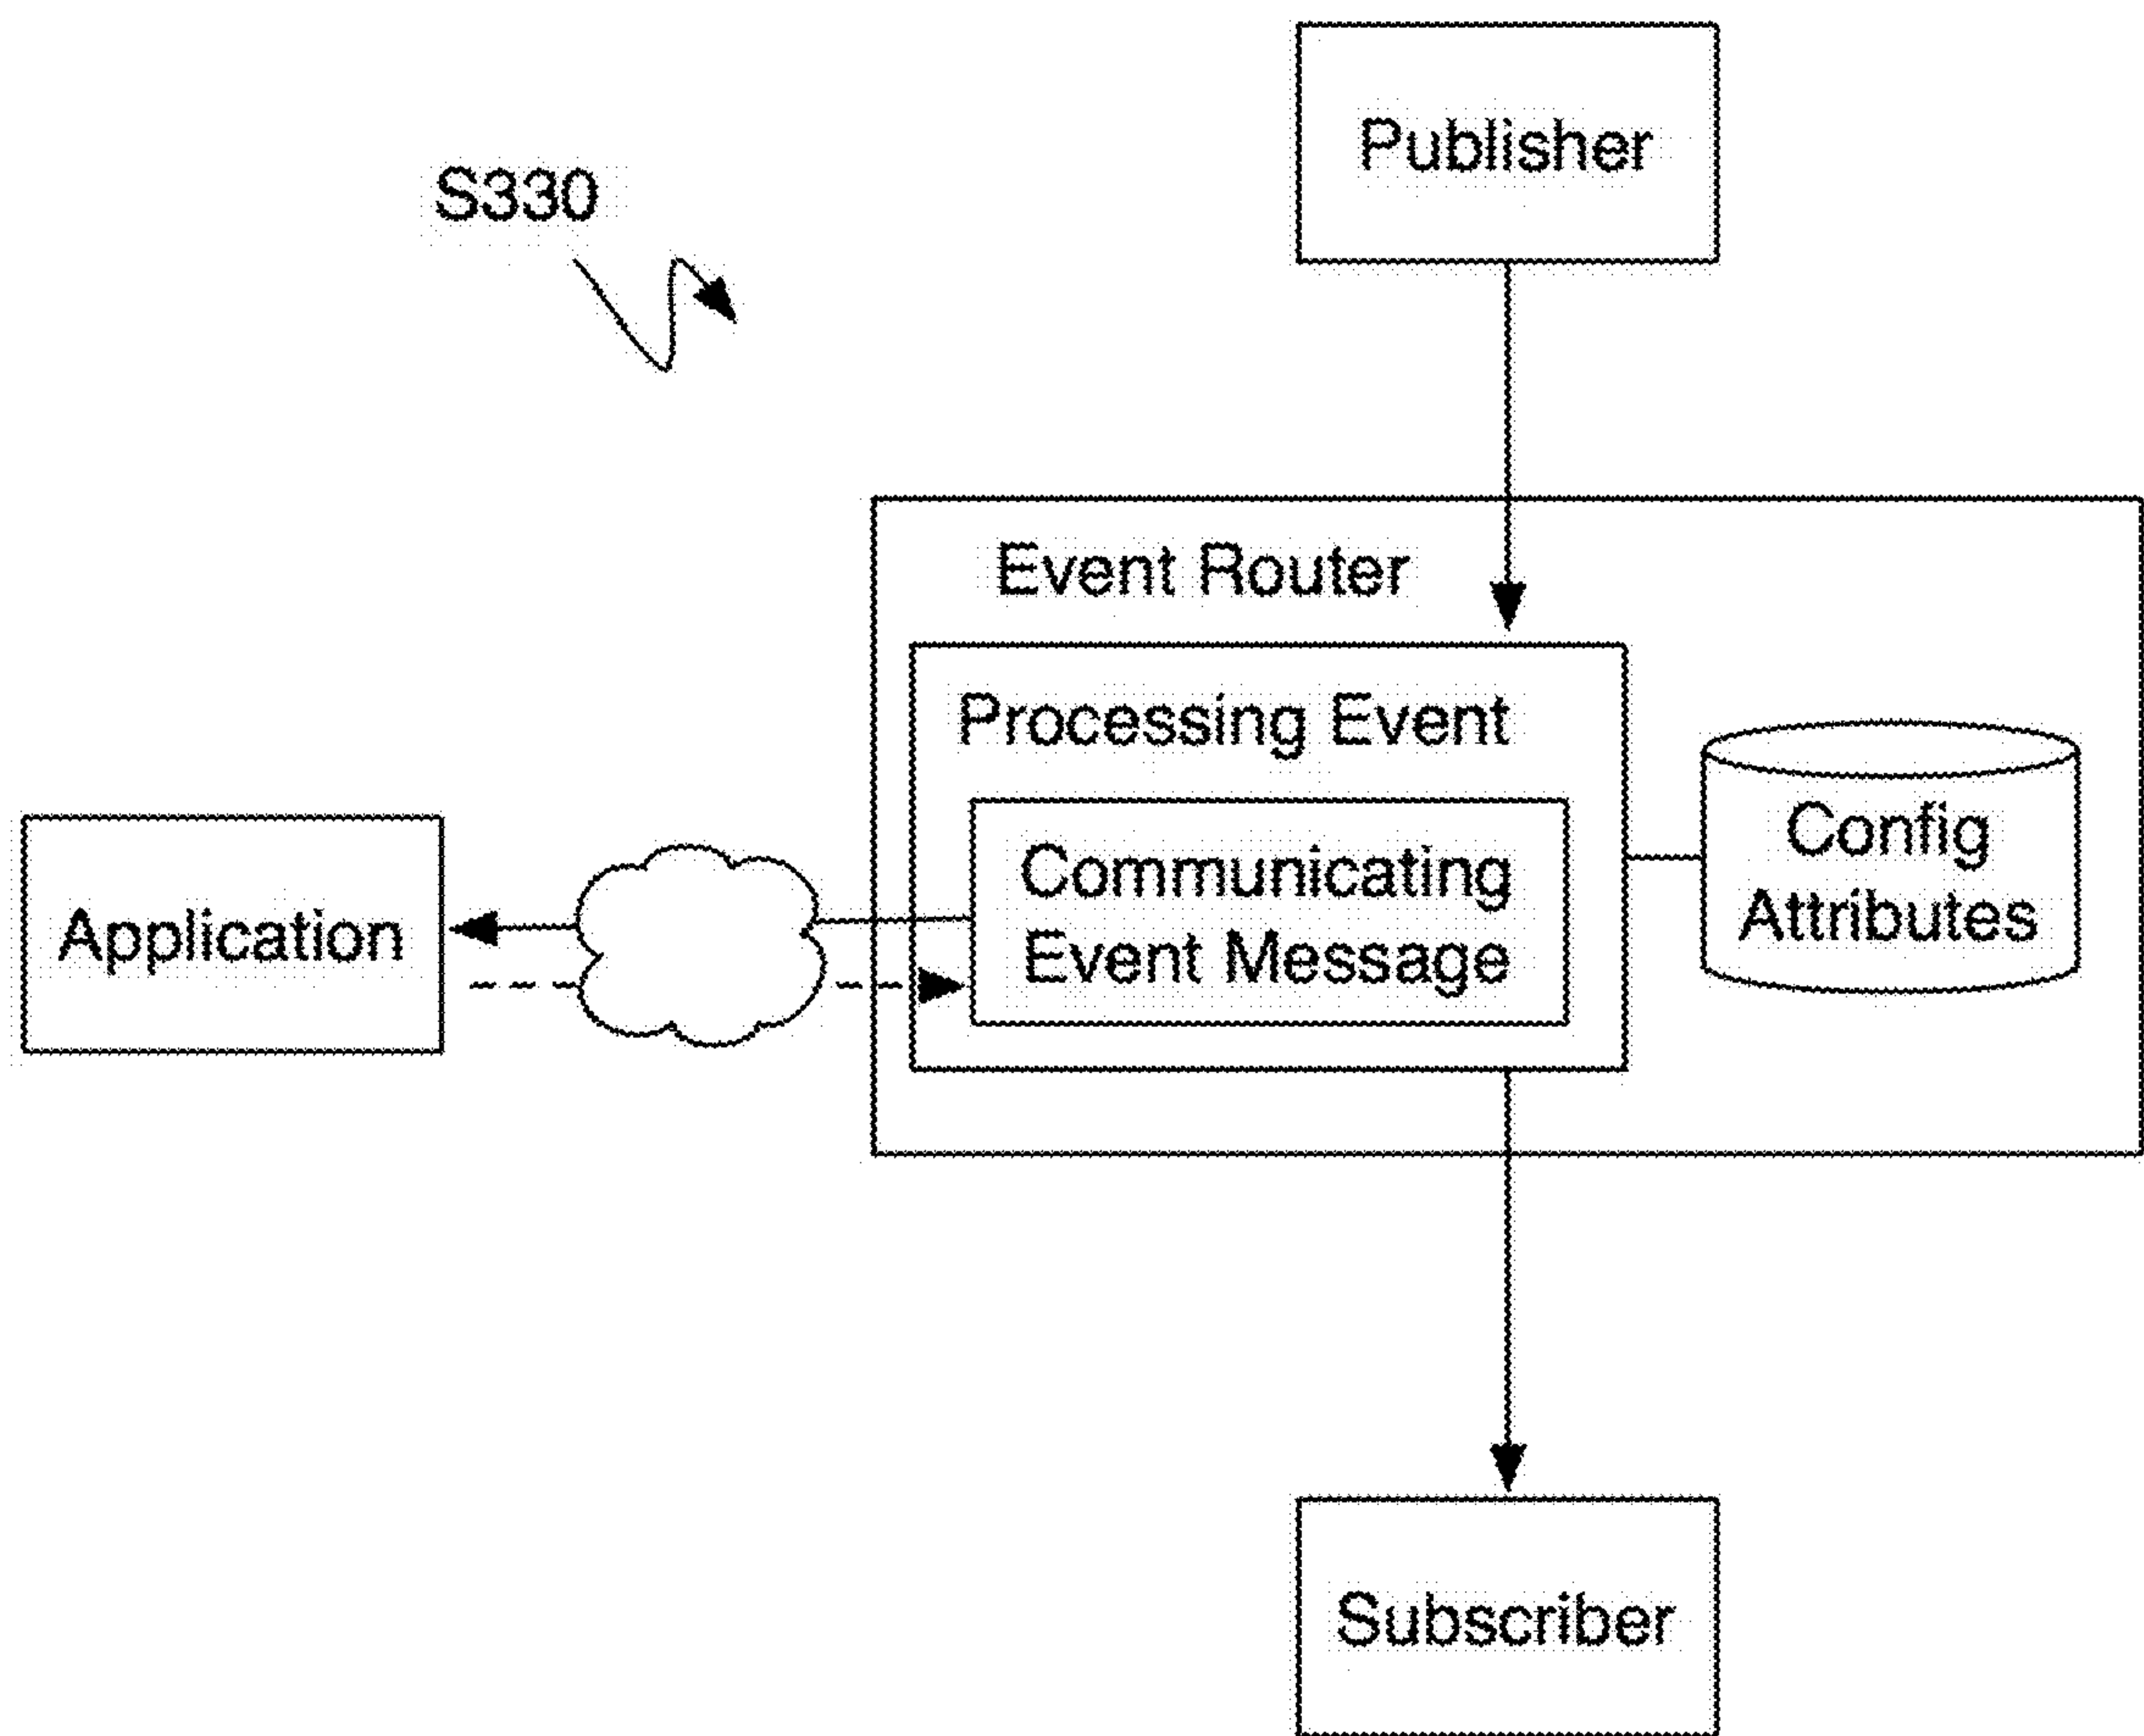 Publisher
S330
Event Router
Processing Event
Config
Attributes
Communicating
Event Message
Application
Subscriber